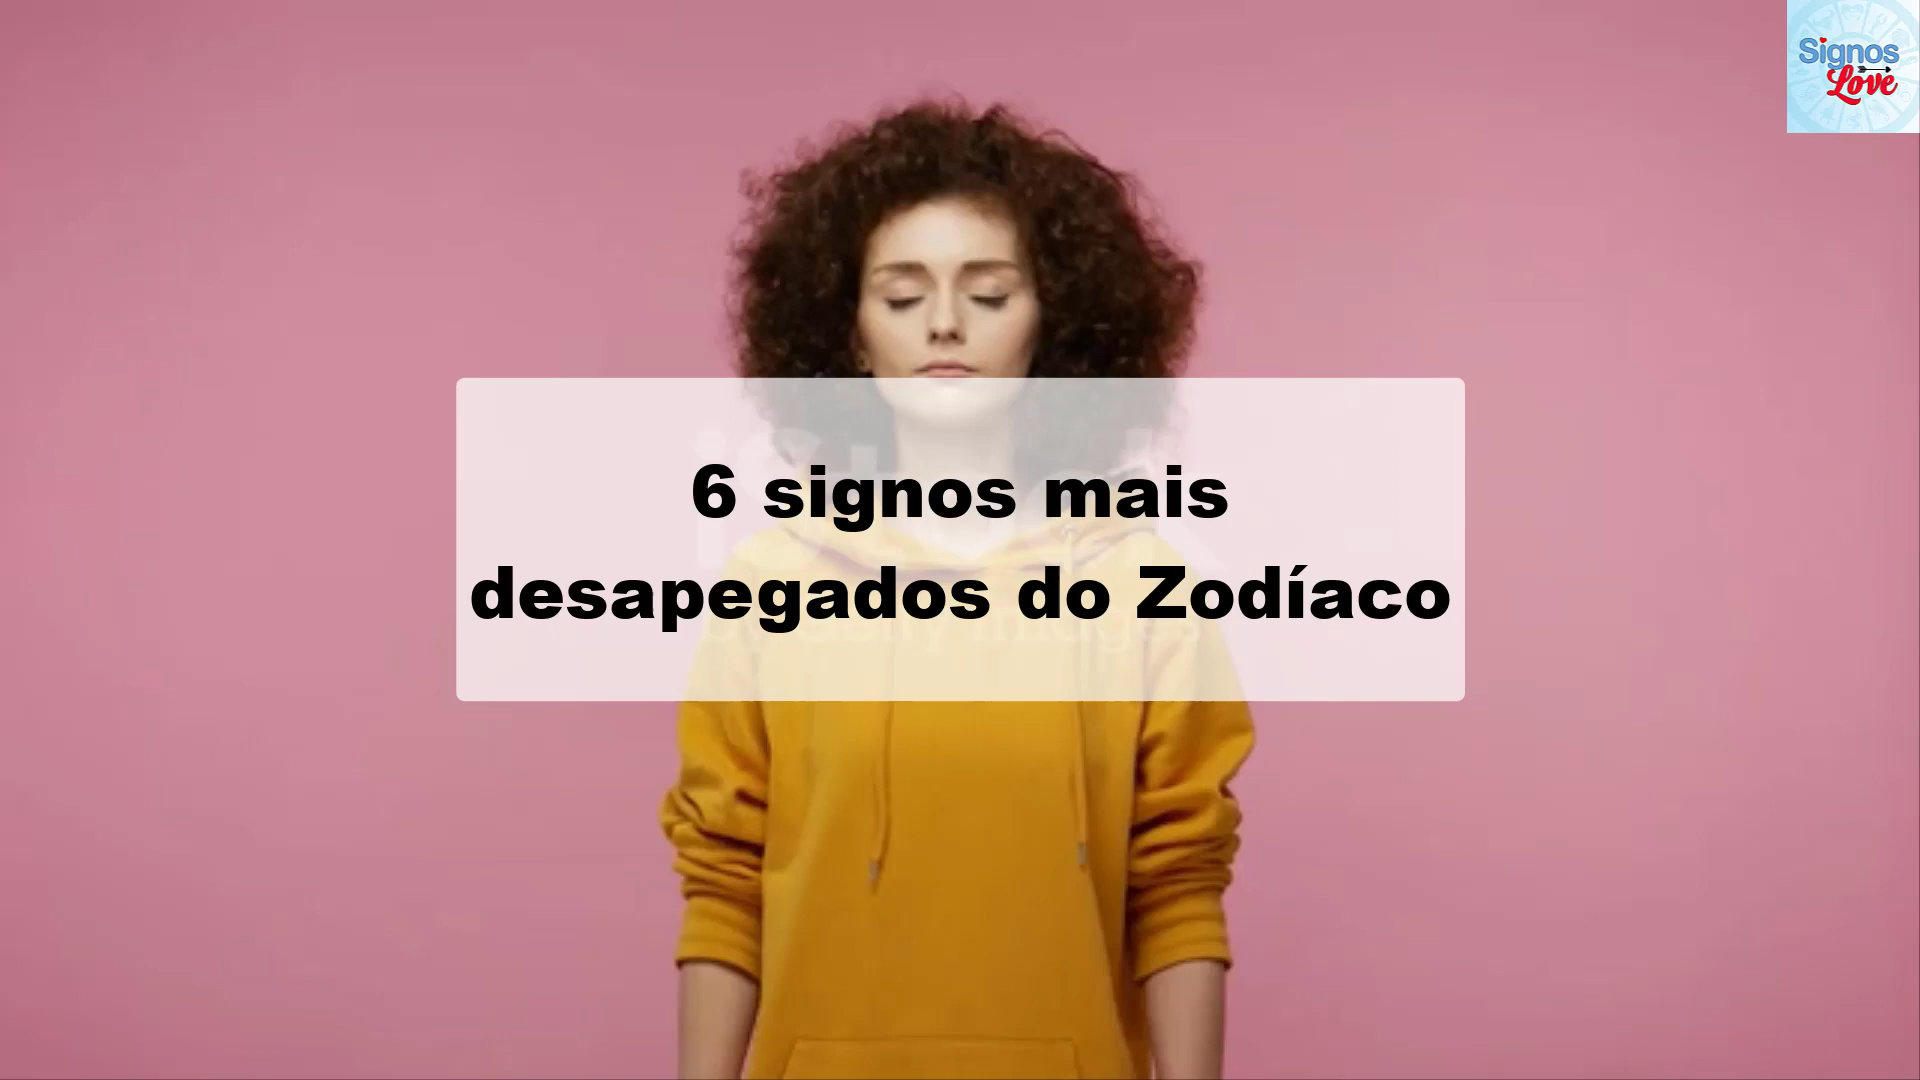 Signos
Love
6 signos mais
desapegados do Zodíaco